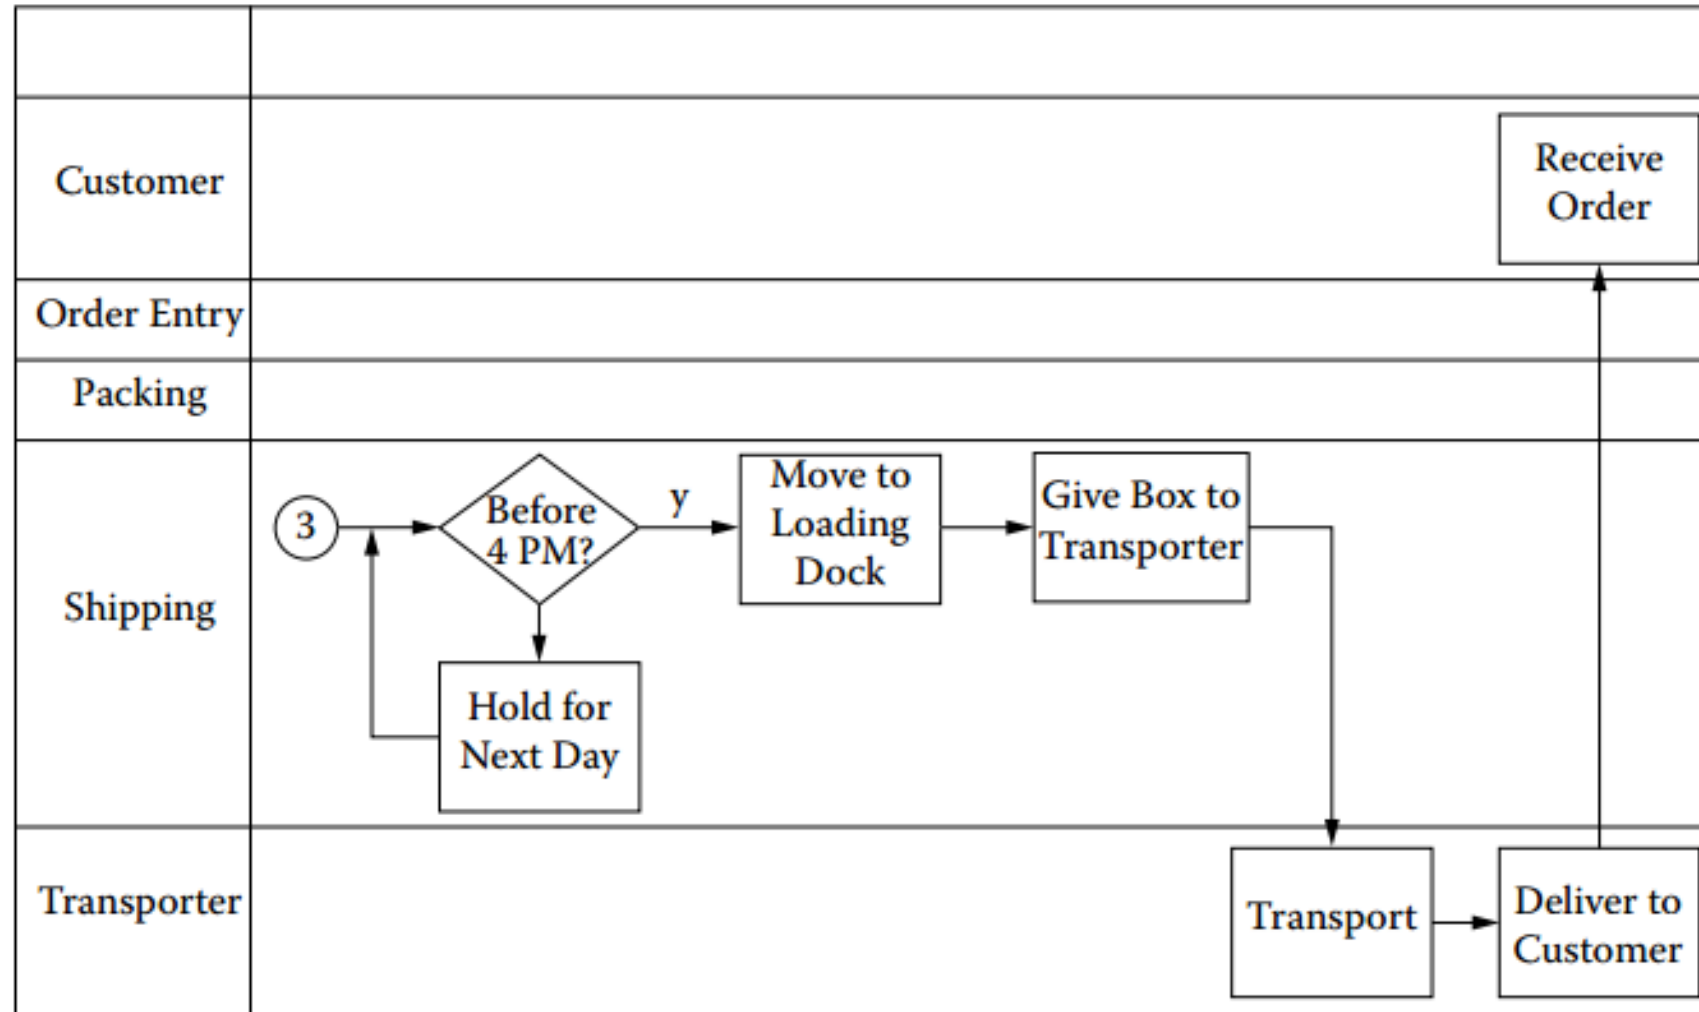 Customer
Receive
Order
Order Entry
Packing
Shipping
3
Before
4 PM?
y
Move to
Loading
Dock
Give Box to
Transporter
Hold for
Next Day
Transporter
Transport
Deliver to
Customer